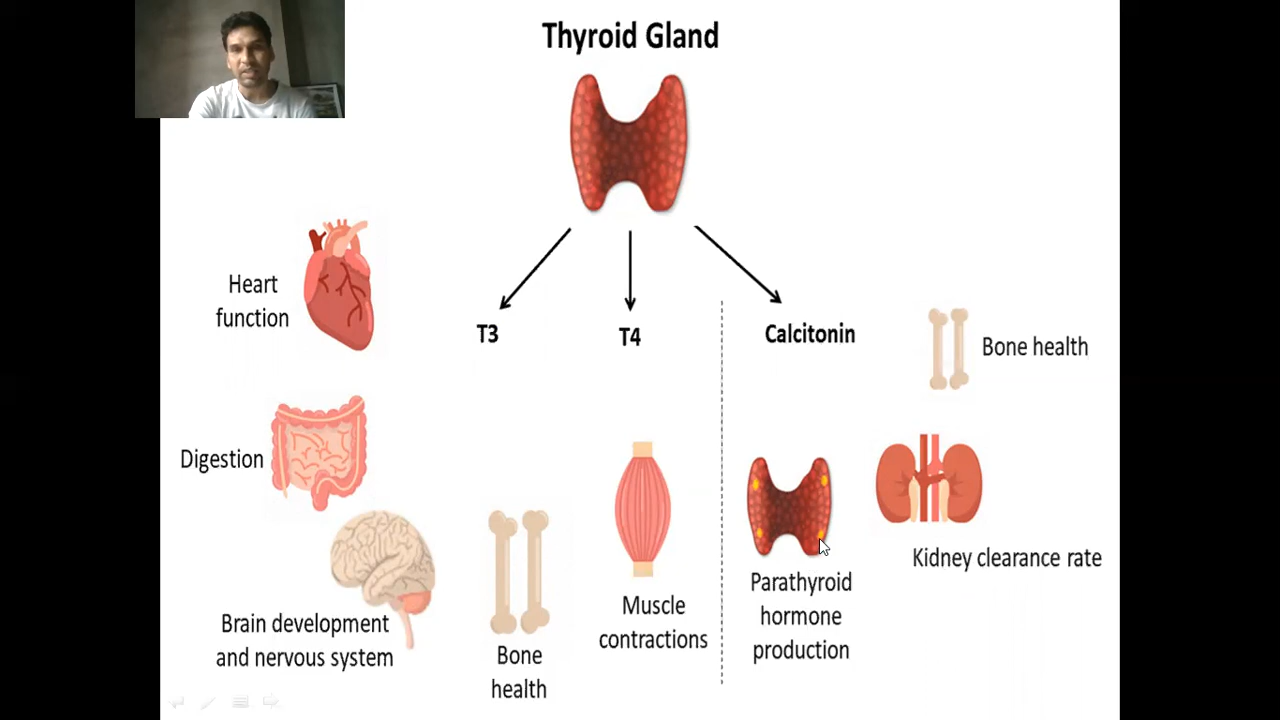 Thyroid Gland
T3
T4
Calcitonin
Heart
function
Digestion
Brain development
and nervous system
Bone
health
Muscle
contractions
Bone health
Kidney clearance rate
Parathyroid
hormone
production